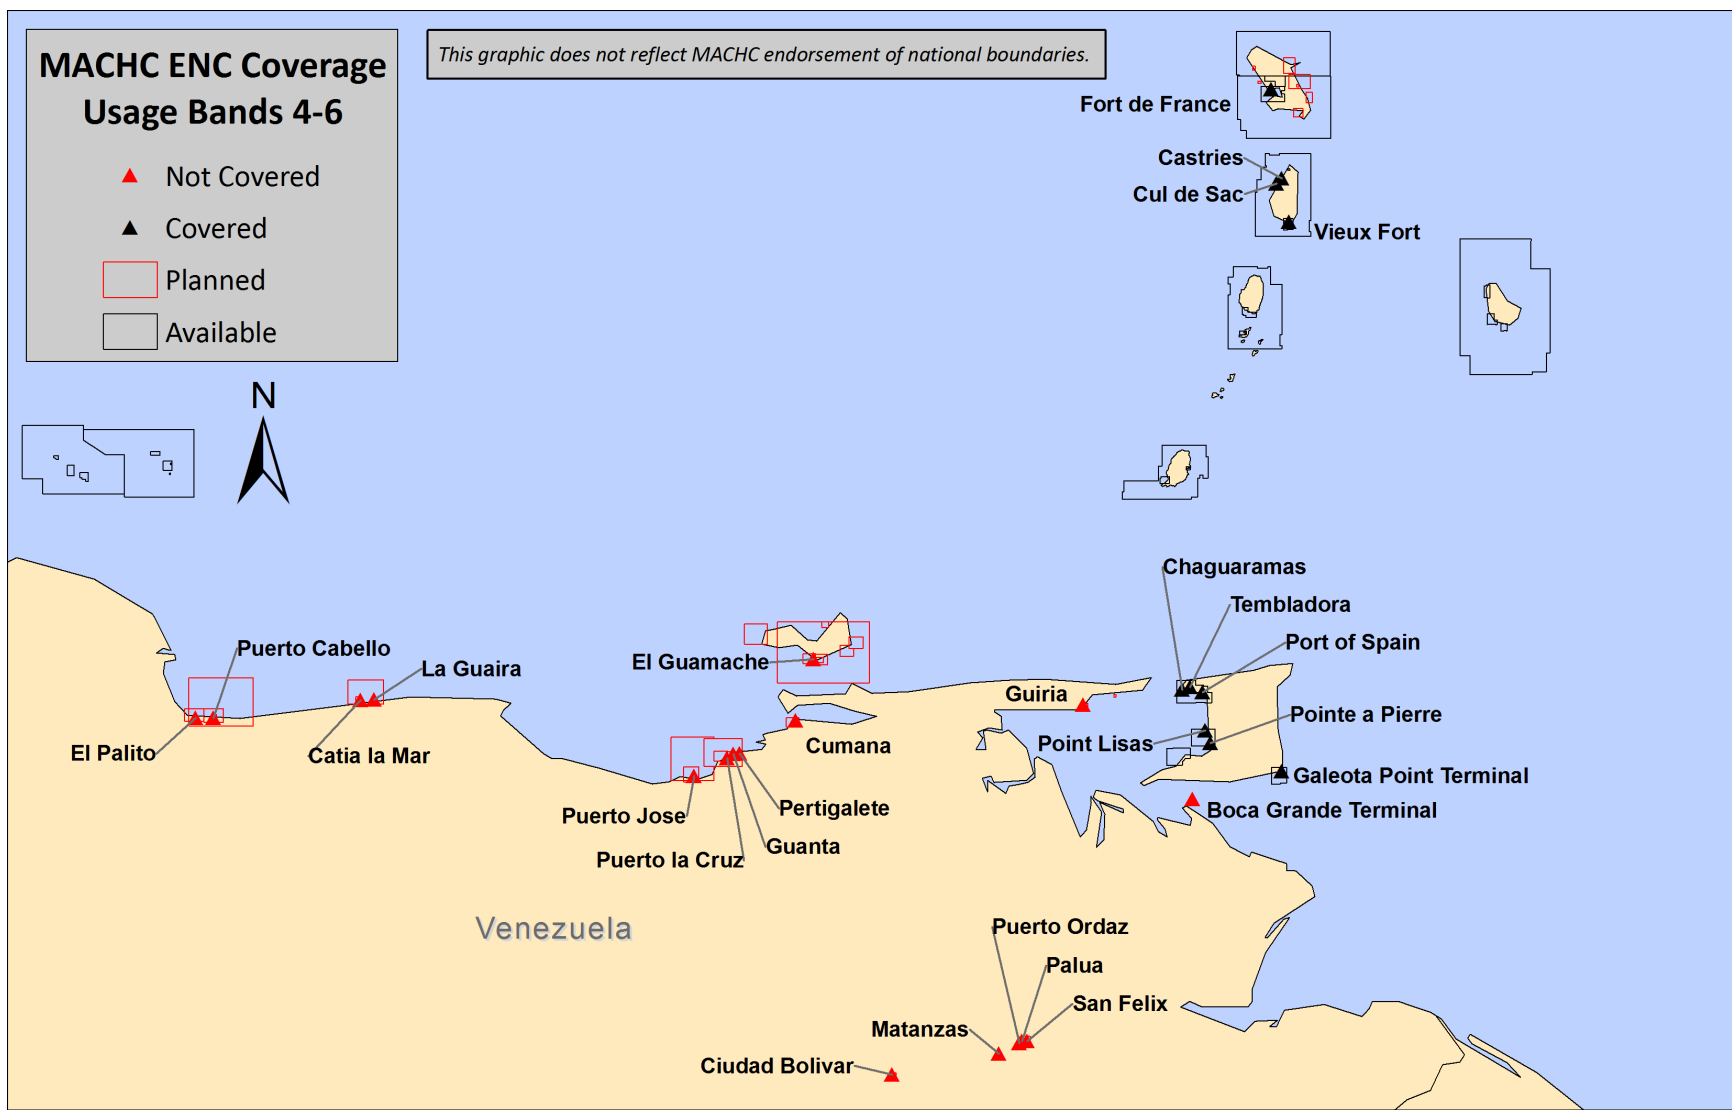 MACHC ENC Coverage
Usage Bands 4-6
Not Covered
Covered
Planned
Available
This graphic does not reflect MACHC endorsement of national boundaries.
N
Fort de France
Castries
Cul de Sac
Vieux Fort
Chaguaramas
Tembladora
Port of Spain
Puerto Cabello
La Guaira
El Guamache
Guiria
Pointe a Pierre
Point Lisas
El Palito
Catia la Mar
Cumana
Galeota Point Terminal
Boca Grande Terminal
Puerto Jose
Pertigalete
Guanta
Puerto la Cruz
Venezuela
Puerto Ordaz
Palua
San Felix
Matanzas
Ciudad Bolivar